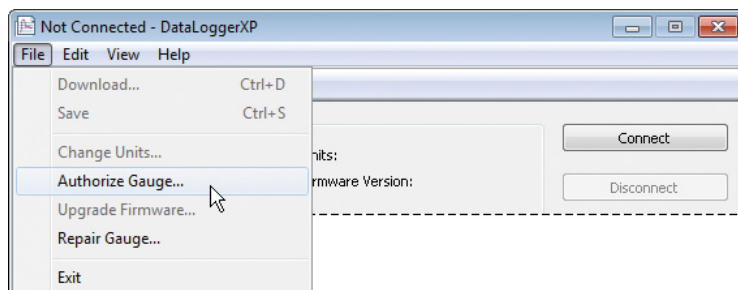 Not Connected - DataLoggerXP
File Edit View Help
Download... Ctrl+D
Save Ctrl+S
Change Units...
Authorize Gauge...
Upgrade Firmware...
Repair Gauge...
Exit
nits:
rmware Version:
Connect
Disconnect